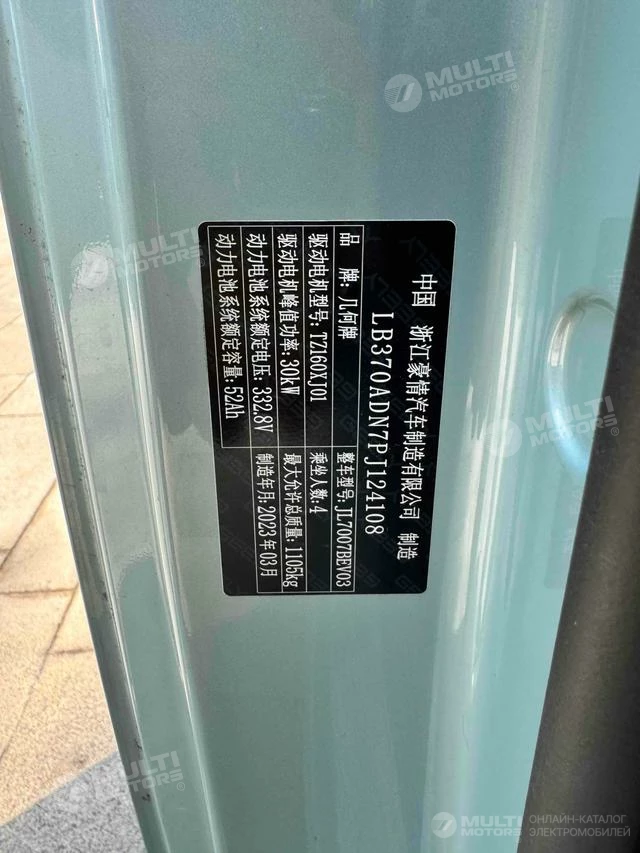 中国 浙江豪情汽车制造有限公司 制造
LB370ADN7PJ124108
品 牌:几何牌 整车型号:JL7007BEV03
驱动电机型号:TZ160XJ01 乘坐人数:4
驱动电机峰值功率:30kW 最大允许总质量:1105kg
动力电池系统额定电压:332.8V 制造年月:2023年03月
动力电池系统额定容量:52Ah
MULTI
MOTORS®
MULTI
MOTORS
MULTI
MOTORS
MULTI
MOTORS
ОНЛАЙН-КАТАЛОГ
ЭЛЕКТРОМОБИЛЕЙ